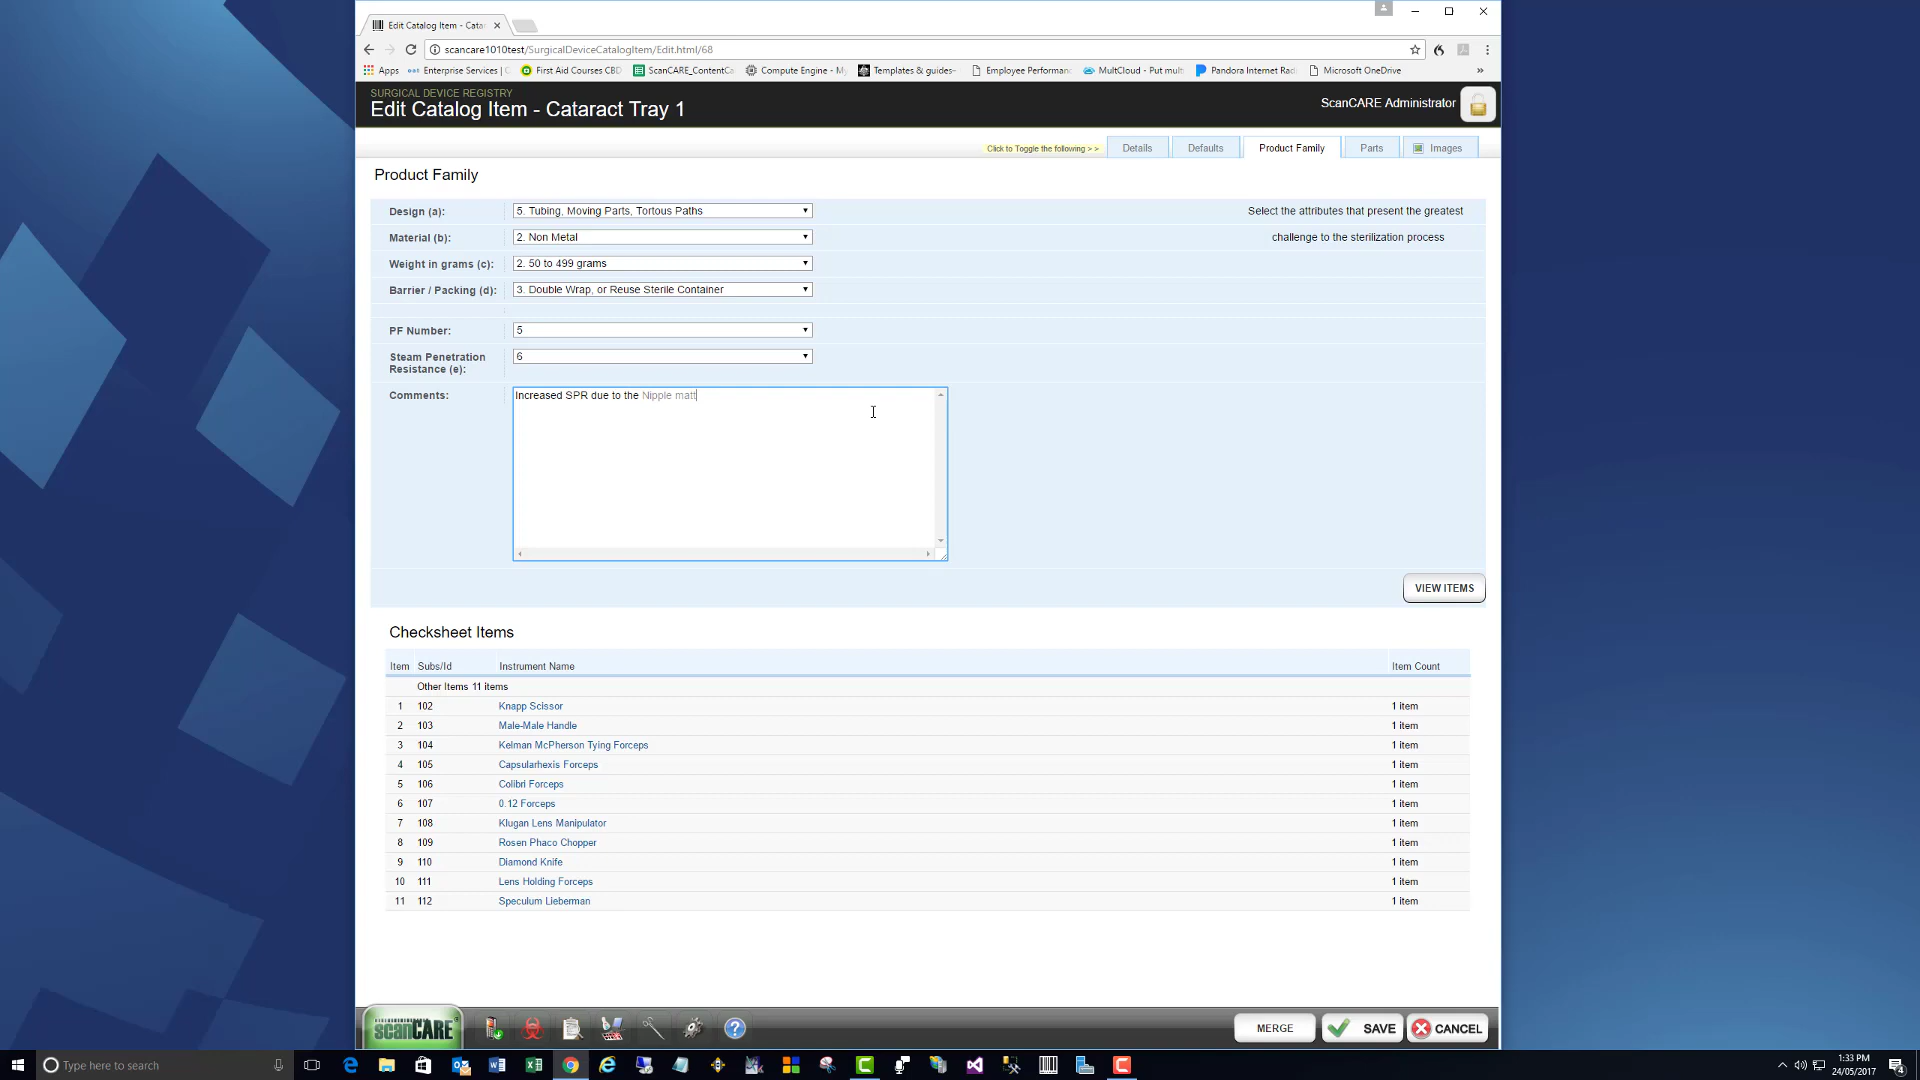 Edit Catalog Item - Catar
scancare1010test/SurgicalDeviceCatalogItem/Edit.html/68
Apps Enterprise Services | C First Aid Courses CBD ScanCARE_ContentCa Compute Engine - My Templates & guides- Employee Performanc MultCloud - Put multi Pandora Internet Radi Microsoft OneDrive »
SURGICAL DEVICE REGISTRY
Edit Catalog Item - Cataract Tray 1
ScanCARE Administrator
Click to Toggle the following > >
Details
Defaults
Product Family
Parts
Images
Product Family
Design (a): 5. Tubing, Moving Parts, Tortous Paths
Select the attributes that present the greatest
Material (b): 2. Non Metal
challenge to the sterilization process
Weight in grams (c): 2. 50 to 499 grams
Barrier / Packing (d): 3. Double Wrap, or Reuse Sterile Container
PF Number: 5
Steam Penetration
Resistance (e): 6
Comments: Increased SPR due to the Nipple matt
VIEW ITEMS
Checksheet Items
Item Subs/Id Instrument Name Item Count
Other Items 11 items
1 102 Knapp Scissor 1 item
2 103 Male-Male Handle 1 item
3 104 Kelman McPherson Tying Forceps 1 item
4 105 Capsularhexis Forceps 1 item
5 106 Colibri Forceps 1 item
6 107 0.12 Forceps 1 item
7 108 Klugan Lens Manipulator 1 item
8 109 Rosen Phaco Chopper 1 item
9 110 Diamond Knife 1 item
10 111 Lens Holding Forceps 1 item
11 112 Speculum Lieberman 1 item
scanCARE
MERGE
SAVE
CANCEL
Type here to search
1:33 PM
24/05/2017